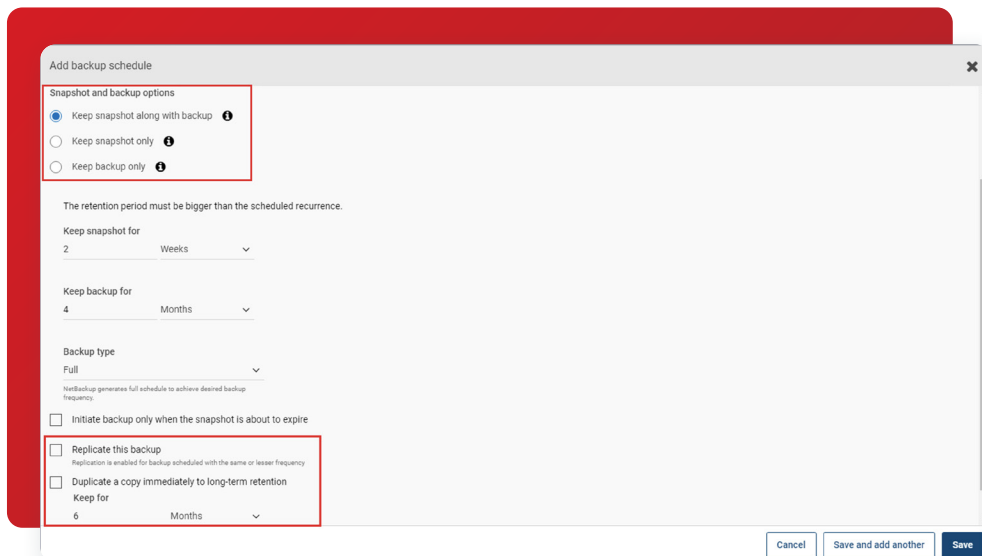 Add backup schedule
Snapshot and backup options
Keep snapshot along with backup
Keep snapshot only
Keep backup only
The retention period must be bigger than the scheduled recurrence.
Keep snapshot for
2 Weeks
Keep backup for
4 Months
Backup type
Full
NetBackup generates full schedule to achieve desired backup
frequency.
Initiate backup only when the snapshot is about to expire
Replicate this backup
Replication is enabled for backup scheduled with the same or lesser frequency
Duplicate a copy immediately to long-term retention
Keep for
6 Months
Cancel Save and add another Save